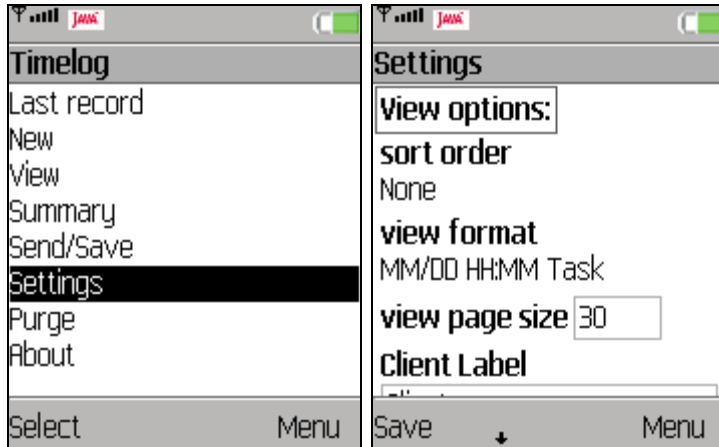 JAVA
Timelog
Last record
New
View
Summary
Send/Save
Settings
Purge
About
Select Menu
JAVA
Settings
View options:
sort order
None
view format
MM/DD HH:MM Task
view page size 30
Client Label
Save Menu